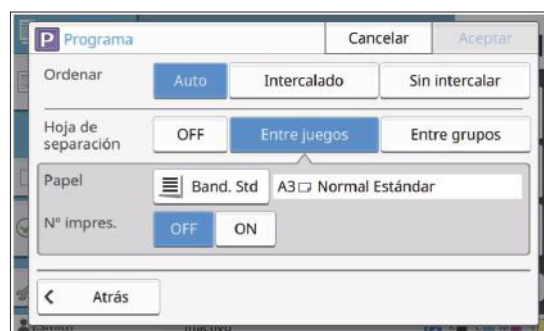 P Programa
Cancelar
Aceptar
Ordenar
Auto
Intercalado
Sin intercalar
Hoja de
separación
OFF
Entre juegos
Entre grupos
Papel
Band. Std
A3 Normal Estándar
Nº impres.
OFF
ON
Atrás